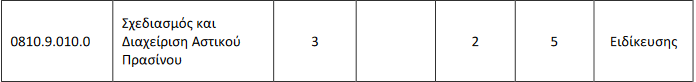 0810.9.010.0
Σχεδιασμός και
Διαχείριση Αστικού
Πρασίνου
3
2
5
Ειδίκευσης